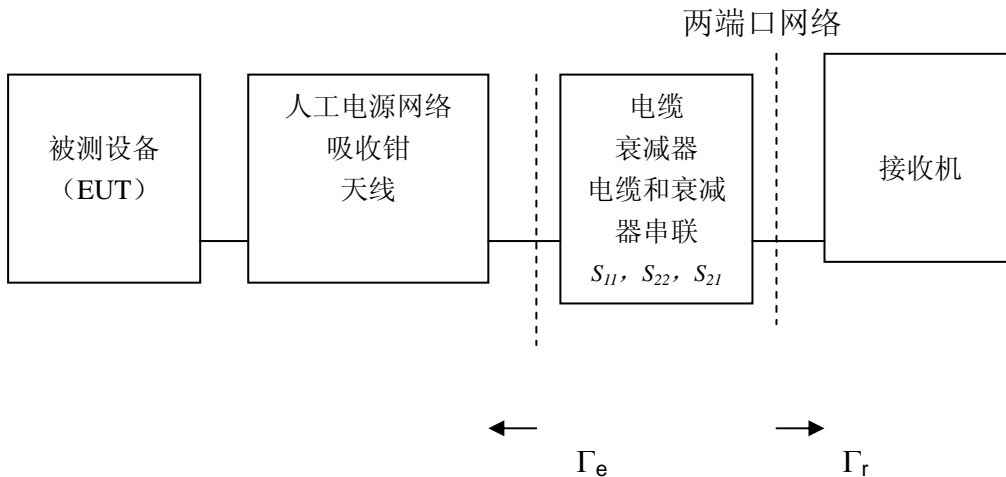 两端口网络
被测设备
（EUT）
人工电源网络
吸收钳
天线
电缆
衰减器
电缆和衰减
器串联
S11，S22，S21
接收机
Γe
Γr